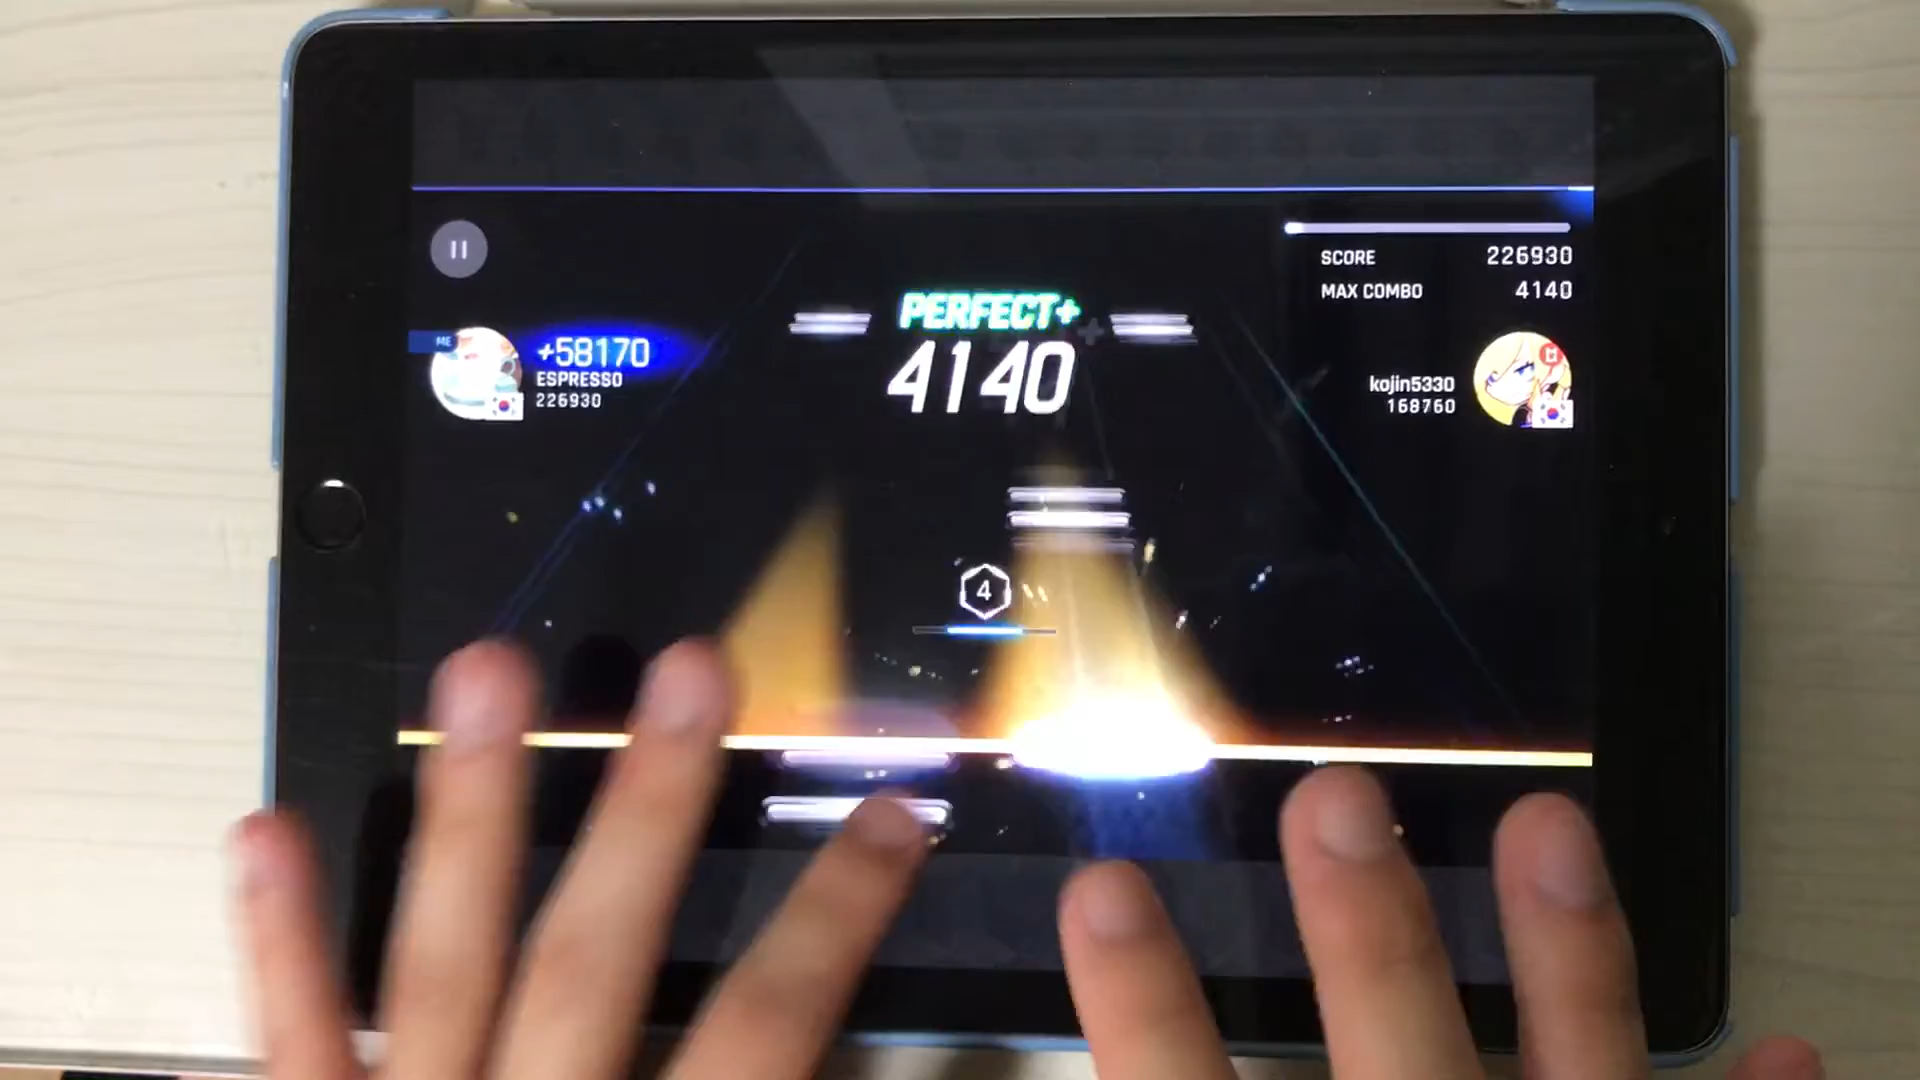 SCORE 226930
MAX COMBO 4140
PERFECT+
4140
ME
+58170
ESPRESSO
226930
kojin5330
168760
4